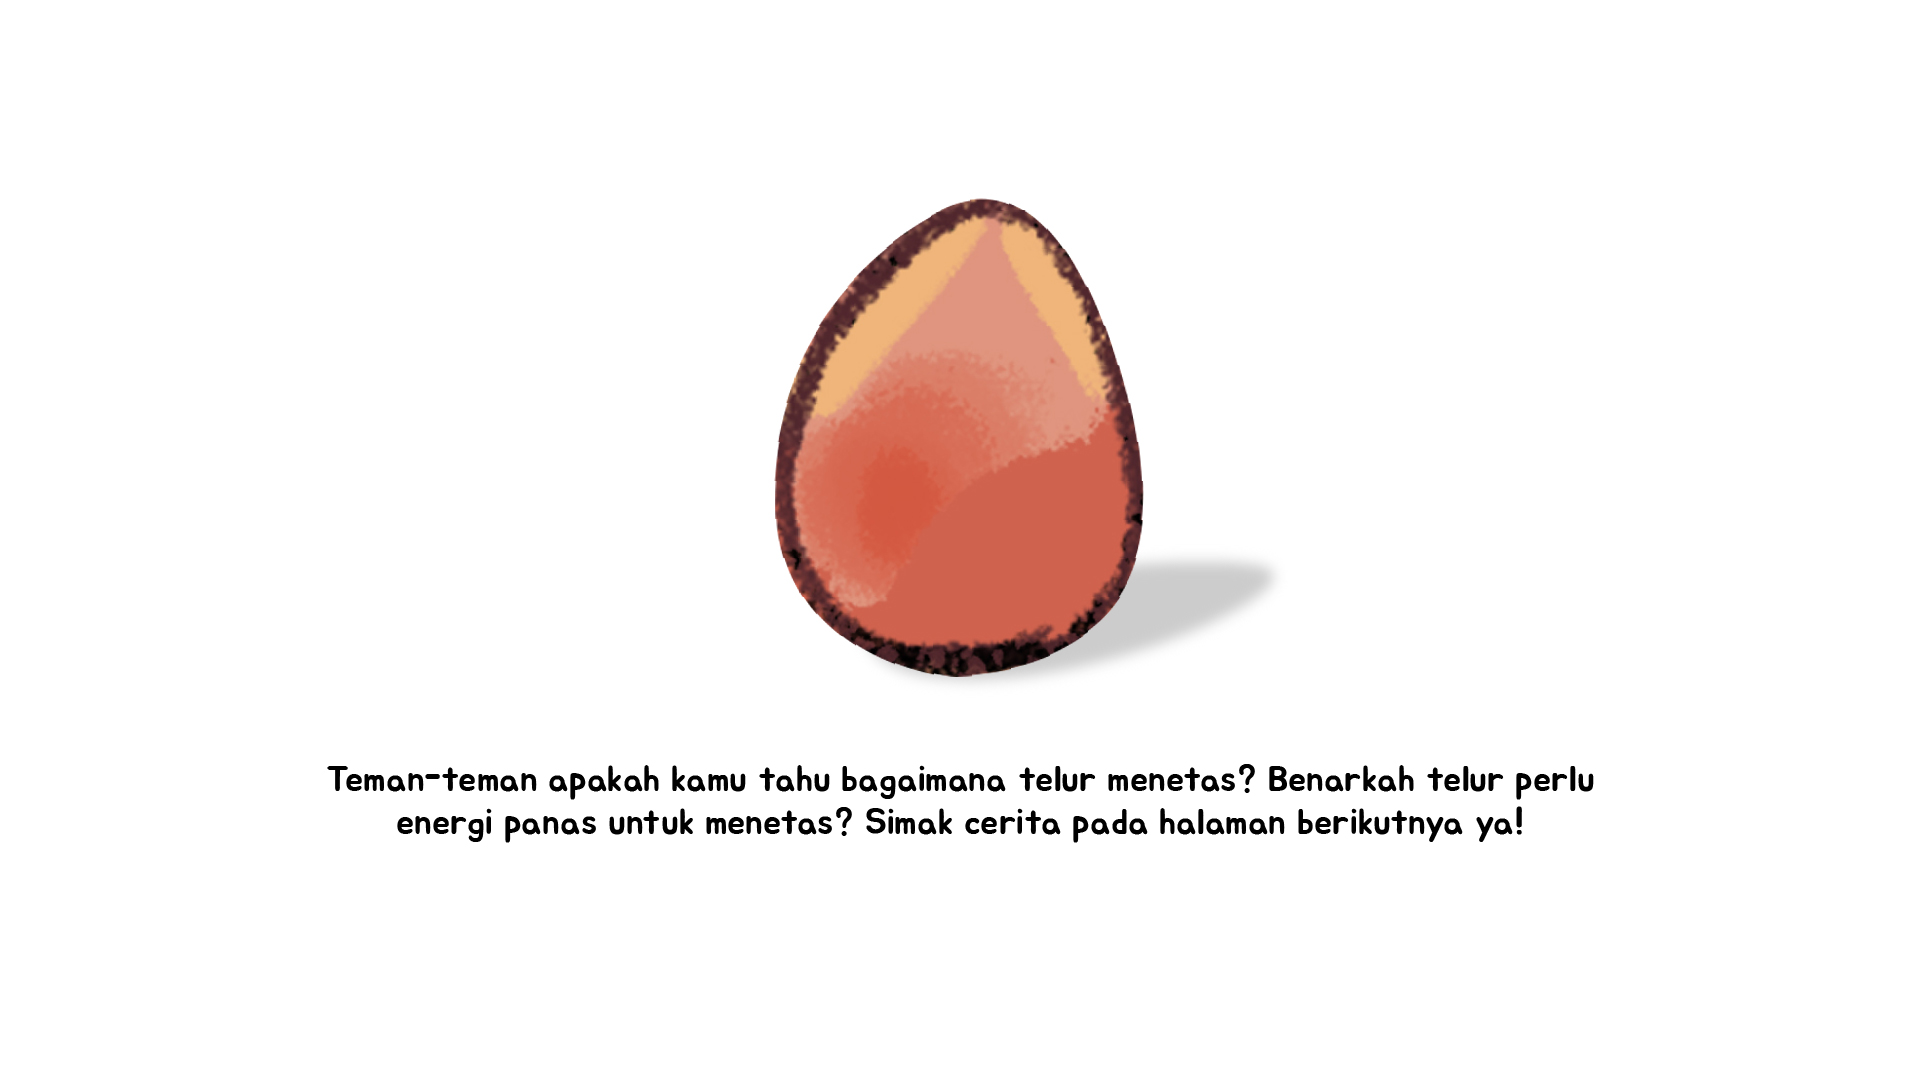 Teman-teman apakah kamu tahu bagaimana telur menetas? Benarkah telur perlu
energi panas untuk menetas? Simak cerita pada halaman berikutnya ya!